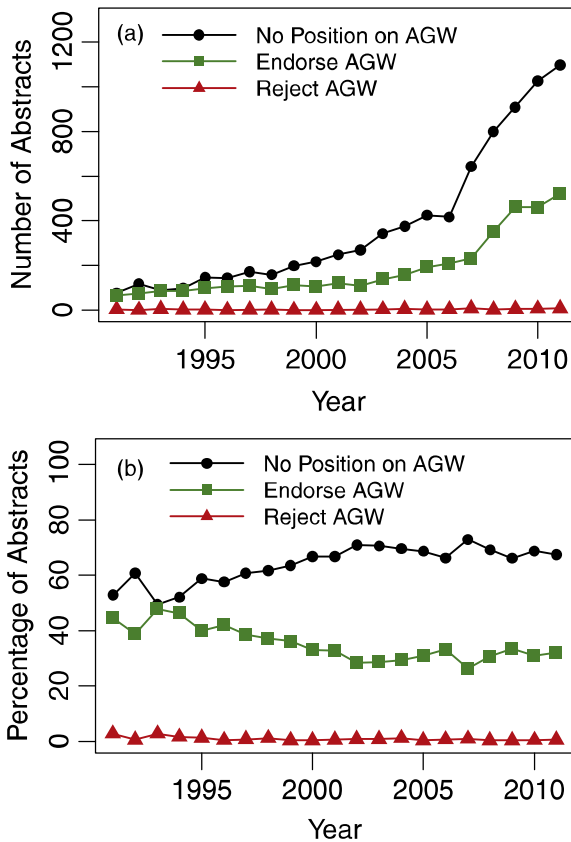 (a)
No Position on AGW
Endorse AGW
Reject AGW
Number of Abstracts
1200
800
400
0
1995 2000 2005 2010
Year
(b)
No Position on AGW
Endorse AGW
Reject AGW
Percentage of Abstracts
100
80
60
40
20
0
1995 2000 2005 2010
Year